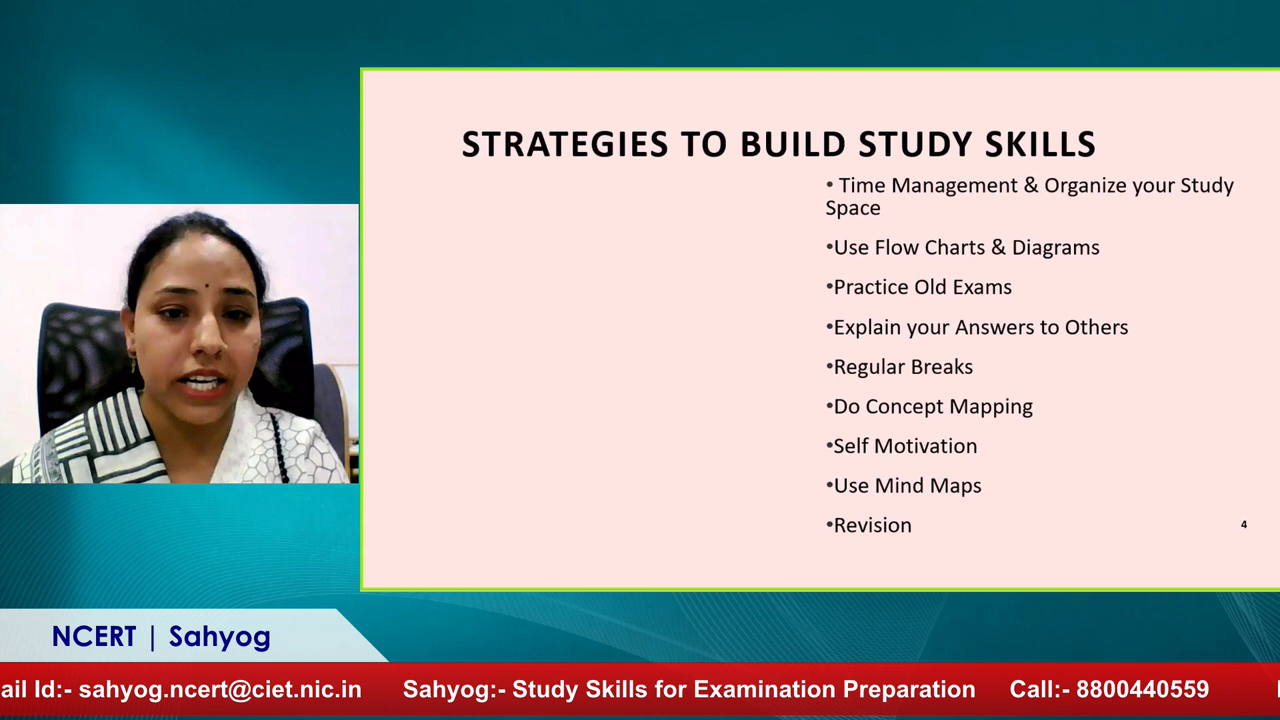 STRATEGIES TO BUILD STUDY SKILLS
• Time Management & Organize your Study
Space
•Use Flow Charts & Diagrams
•Practice Old Exams
•Explain your Answers to Others
•Regular Breaks
•Do Concept Mapping
•Self Motivation
•Use Mind Maps
•Revision
4
NCERT | Sahyog
ail Id:- sahyog.ncert@ciet.nic.in Sahyog:- Study Skills for Examination Preparation Call:- 8800440559